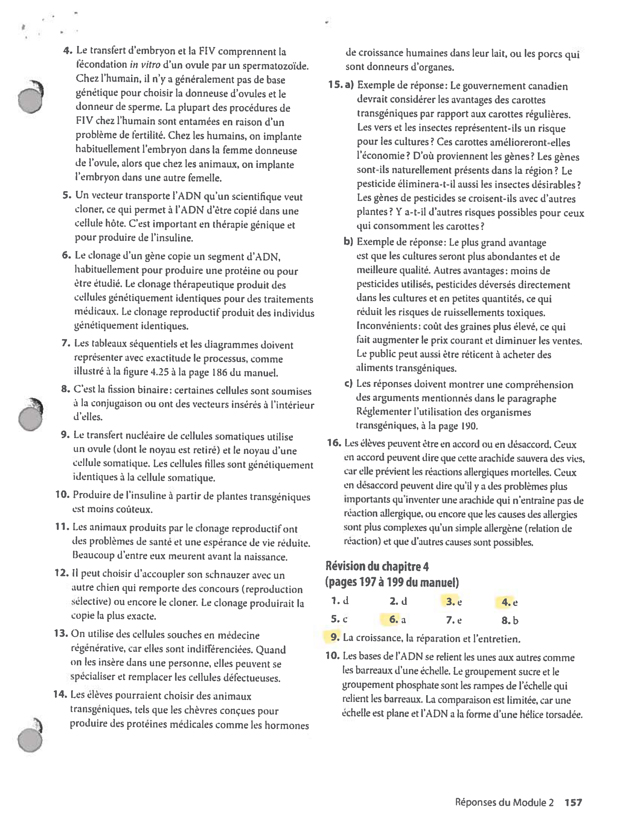 4. Le transfert d'embryon et la FIV comprennent la
fécondation in vitro d'un ovule par un spermatozoïde.
Chez l'humain, il n'y a généralement pas de base
génétique pour choisir la donneuse d'ovules et le
donneur de sperme. La plupart des procédures de
FIV chez l'humain sont entamées en raison d'un
problème de fertilité. Chez les humains, on implante
habituellement l'embryon dans la femme donneuse
de l'ovule, alors que chez les animaux, on implante
l'embryon dans une autre femelle.
5. Un vecteur transporte l'ADN qu'un scientifique veut
cloner, ce qui permet à l'ADN d'être copié dans une
cellule hôte. C'est important en thérapie génique et
pour produire de l'insuline.
6. Le clonage d'un gène copie un segment d'ADN,
habituellement pour produire une protéine ou pour
être étudié. Le clonage thérapeutique produit des
cellules génétiquement identiques pour des traitements
médicaux. Le clonage reproductif produit des individus
génétiquement identiques.
7. Les tableaux séquentiels et les diagrammes doivent
représenter avec exactitude le processus, comme
illustré à la figure 4.25 à la page 186 du manuel.
8. C'est la fission binaire : certaines cellules sont soumises
à la conjugaison ou ont des vecteurs insérés à l'intérieur
d'elles.
9. Le transfert nucléaire de cellules somatiques utilise
un ovule (dont le noyau est retiré) et le noyau d'une
cellule somatique. Les cellules filles sont génétiquement
identiques à la cellule somatique.
10. Produire de l'insuline à partir de plantes transgéniques
est moins coûteux.
11. Les animaux produits par le clonage reproductif ont
des problèmes de santé et une espérance de vie réduite.
Beaucoup d'entre eux meurent avant la naissance.
12. Il peut choisir d'accoupler son schnauzer avec un
autre chien qui remporte des concours (reproduction
sélective) ou encore le cloner. Le clonage produirait la
copie la plus exacte.
13. On utilise des cellules souches en médecine
régénérative, car elles sont indifférenciées. Quand
on les insère dans une personne, elles peuvent se
spécialiser et remplacer les cellules défectueuses.
14. Les élèves pourraient choisir des animaux
transgéniques, tels que les chèvres conçues pour
produire des protéines médicales comme les hormones
de croissance humaines dans leur lait, ou les porcs qui
sont donneurs d'organes.
15. a) Exemple de réponse : Le gouvernement canadien
devrait considérer les avantages des carottes
transgéniques par rapport aux carottes régulières.
Les vers et les insectes représentent-ils un risque
pour les cultures ? Ces carottes amélioreront-elles
l'économie ? D'où proviennent les gènes ? Les gènes
sont-ils naturellement présents dans la région ? Le
pesticide éliminera-t-il aussi les insectes désirables ?
Les gènes de pesticides se croisent-ils avec d'autres
plantes ? Y a-t-il d'autres risques possibles pour ceux
qui consomment les carottes ?
b) Exemple de réponse : Le plus grand avantage
est que les cultures seront plus abondantes et de
meilleure qualité. Autres avantages : moins de
pesticides utilisés, pesticides déversés directement
dans les cultures et en petites quantités, ce qui
réduit les risques de ruissellements toxiques.
Inconvénients : coût des graines plus élevé, ce qui
fait augmenter le prix courant et diminuer les ventes.
Le public peut aussi être réticent à acheter des
aliments transgéniques.
c) Les réponses doivent montrer une compréhension
des arguments mentionnés dans le paragraphe
Réglementer l'utilisation des organismes
transgéniques, à la page 190.
16. Les élèves peuvent être en accord ou en désaccord. Ceux
en accord peuvent dire que cette arachide sauvera des vies,
car elle prévient les réactions allergiques mortelles. Ceux
en désaccord peuvent dire qu'il y a des problèmes plus
importants qu'inventer une arachide qui n'entraîne pas de
réaction allergique, ou encore que les causes des allergies
sont plus complexes qu'un simple allergène (relation de
réaction) et que d'autres causes sont possibles.
Révision du chapitre 4
(pages 197 à 199 du manuel)
1. d 2. d 3. e 4. e
5. c 6. a 7. e 8. b
9. La croissance, la réparation et l'entretien.
10. Les bases de l'ADN se relient les unes aux autres comme
les barreaux d'une échelle. Le groupement sucre et le
groupement phosphate sont les rampes de l'échelle qui
relient les barreaux. La comparaison est limitée, car une
échelle est plane et l'ADN a la forme d'une hélice torsadée.
Réponses du Module 2 157